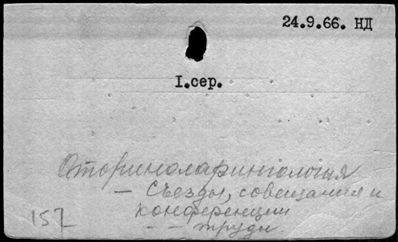 24.9.66. НД
I.сер.
Оториноларингология
— Съезды, совещания и
конференции
— — труды.
157